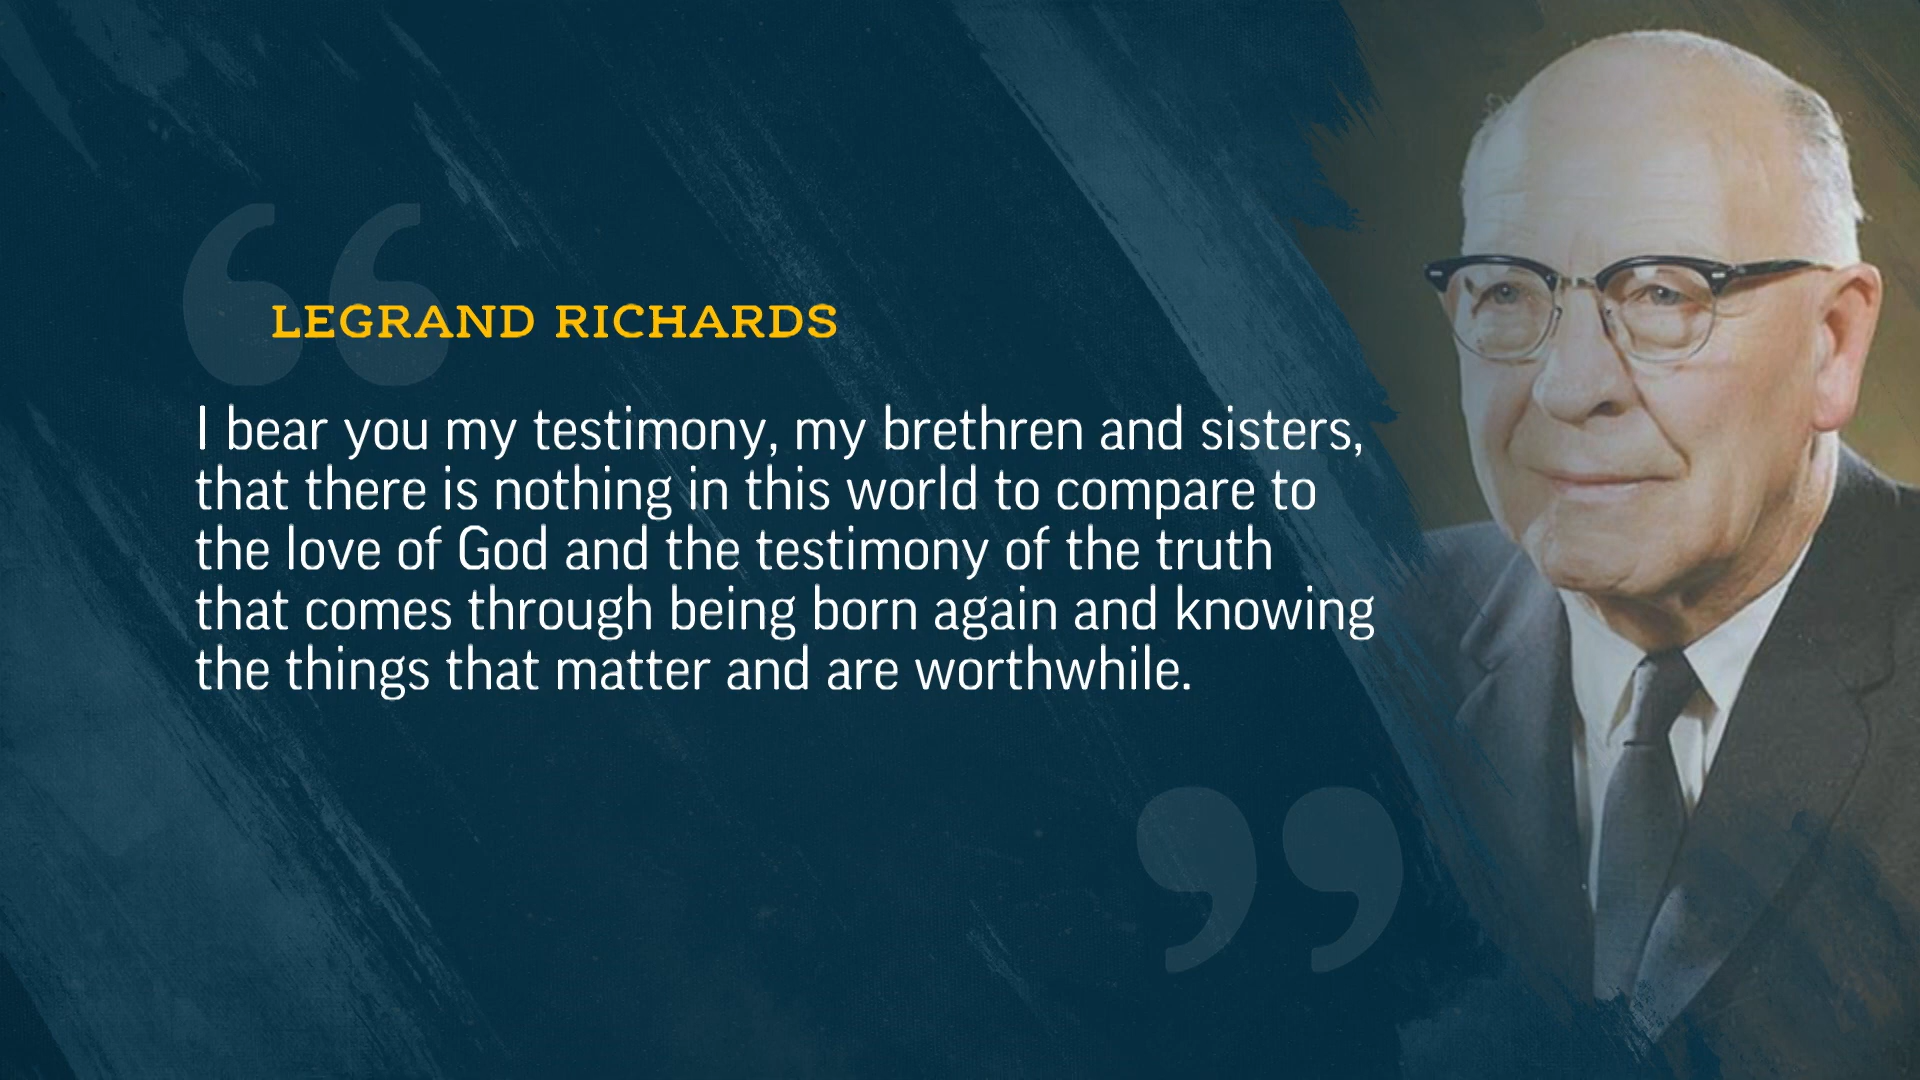 LEGRAND RICHARDS
I bear you my testimony, my brethren and sisters,
that there is nothing in this world to compare to
the love of God and the testimony of the truth
that comes through being born again and knowing
the things that matter and are worthwhile.